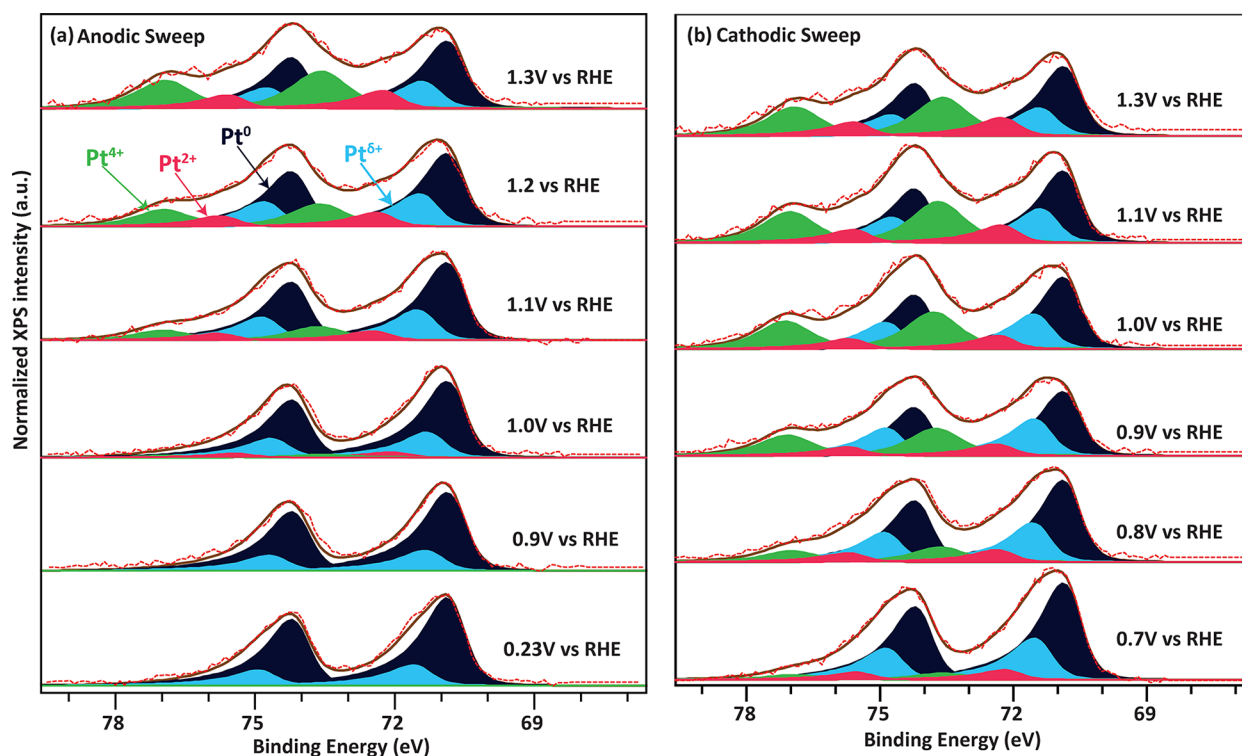 (a) Anodic Sweep
1.3V vs RHE
Pt4+
Pt2+
Pt0
Ptδ+
1.2 vs RHE
1.1V vs RHE
1.0V vs RHE
0.9V vs RHE
0.23V vs RHE
78 75 72 69
Binding Energy (eV)
Normalized XPS intensity (a.u.)
(b) Cathodic Sweep
1.3V vs RHE
1.1V vs RHE
1.0V vs RHE
0.9V vs RHE
0.8V vs RHE
0.7V vs RHE
78 75 72 69
Binding Energy (eV)